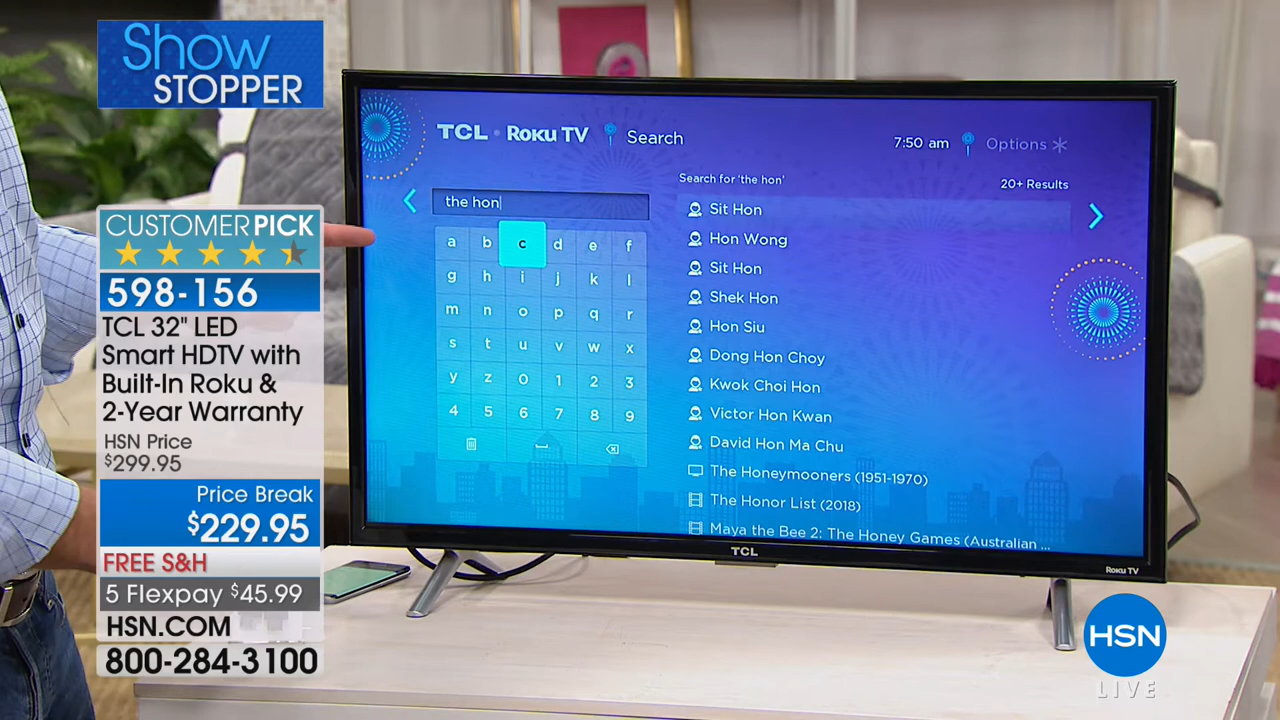 Show
STOPPER
CUSTOMER PICK
598-156
TCL 32" LED
Smart HDTV with
Built-In Roku &
2-Year Warranty
HSN Price
$299.95
Price Break
$229.95
FREE S&H
5 Flexpay $45.99
HSN.COM
800-284-3100
TCL • Roku TV Search
7:50 am Options
the hon
a b c d e f
g h i j k l
m n o p q r
s t u v w x
y z 0 1 2 3
4 5 6 7 8 9
Search for 'the hon'
20+ Results
Sit Hon
Hon Wong
Sit Hon
Shek Hon
Hon Siu
Dong Hon Choy
Kwok Choi Hon
Victor Hon Kwan
David Hon Ma Chu
The Honeymooners (1951-1970)
The Honor List (2018)
Maya the Bee 2: The Honey Games (Australian ...
TCL
Roku TV
HSN
LIVE